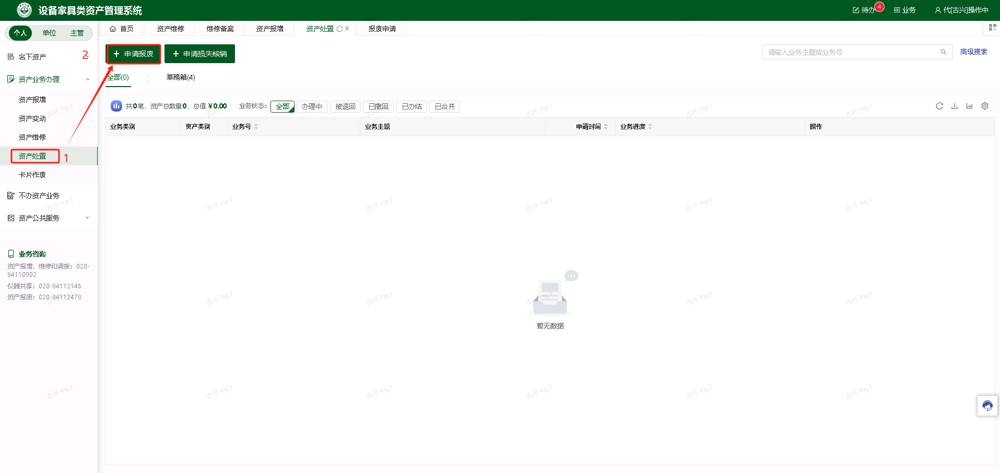 设备家具类资产管理系统
待办 4
业务
代[古兴]操作中
个人 单位 主管
首页 资产维修 维修备案 资产报增 资产处置 报废申请
名下资产
2
资产业务办理
资产报增
资产变动
资产维修
资产处置
1
卡片作废
不办资产业务
资产公共服务
业务咨询
资产报增、维修和调拨：020-
84110902
仪器共享：020-84112146
资产报废：020-84112478
+ 申请报废 + 申请损失核销
请输入业务主题或业务号 高级搜索
全部(0) 草稿箱(4)
共0笔，资产总数量0，总值 ¥0.00 业务状态： 全部 办理中 被退回 已撤回 已办结 已合并
业务类别 资产类别 业务号 业务主题 申请时间 业务进度 操作
暂无数据
古兴 ing3